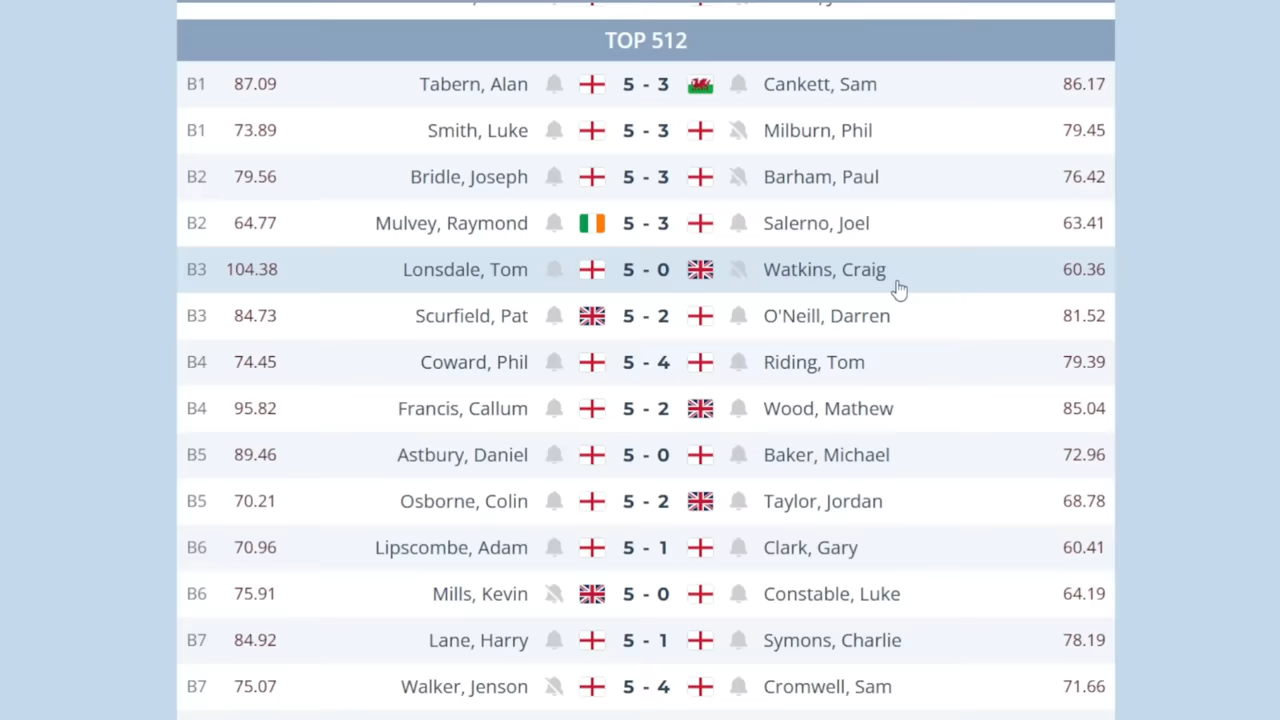 TOP 512
B1 87.09 Tabern, Alan 5 - 3 Cankett, Sam 86.17
B1 73.89 Smith, Luke 5 - 3 Milburn, Phil 79.45
B2 79.56 Bridle, Joseph 5 - 3 Barham, Paul 76.42
B2 64.77 Mulvey, Raymond 5 - 3 Salerno, Joel 63.41
B3 104.38 Lonsdale, Tom 5 - 0 Watkins, Craig 60.36
B3 84.73 Scurfield, Pat 5 - 2 O'Neill, Darren 81.52
B4 74.45 Coward, Phil 5 - 4 Riding, Tom 79.39
B4 95.82 Francis, Callum 5 - 2 Wood, Mathew 85.04
B5 89.46 Astbury, Daniel 5 - 0 Baker, Michael 72.96
B5 70.21 Osborne, Colin 5 - 2 Taylor, Jordan 68.78
B6 70.96 Lipscombe, Adam 5 - 1 Clark, Gary 60.41
B6 75.91 Mills, Kevin 5 - 0 Constable, Luke 64.19
B7 84.92 Lane, Harry 5 - 1 Symons, Charlie 78.19
B7 75.07 Walker, Jenson 5 - 4 Cromwell, Sam 71.66